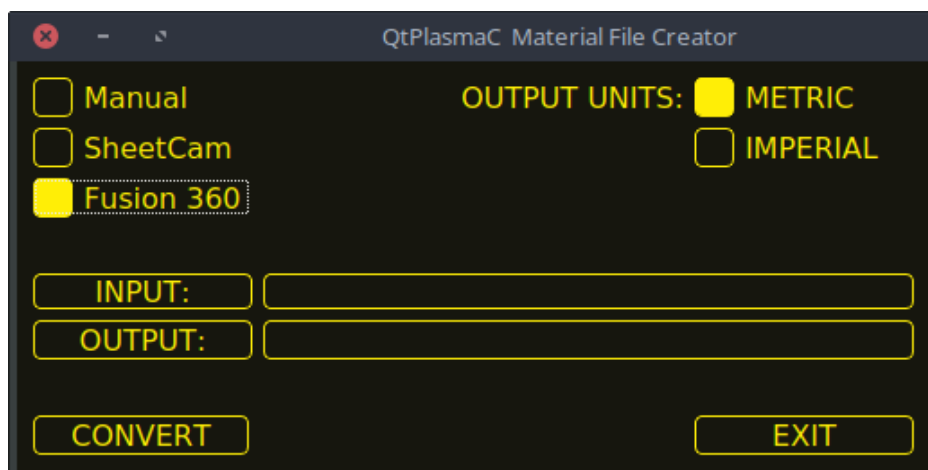 QtPlasmaC Material File Creator
Manual OUTPUT UNITS: METRIC
SheetCam IMPERIAL
Fusion 360
INPUT:
OUTPUT:
CONVERT EXIT